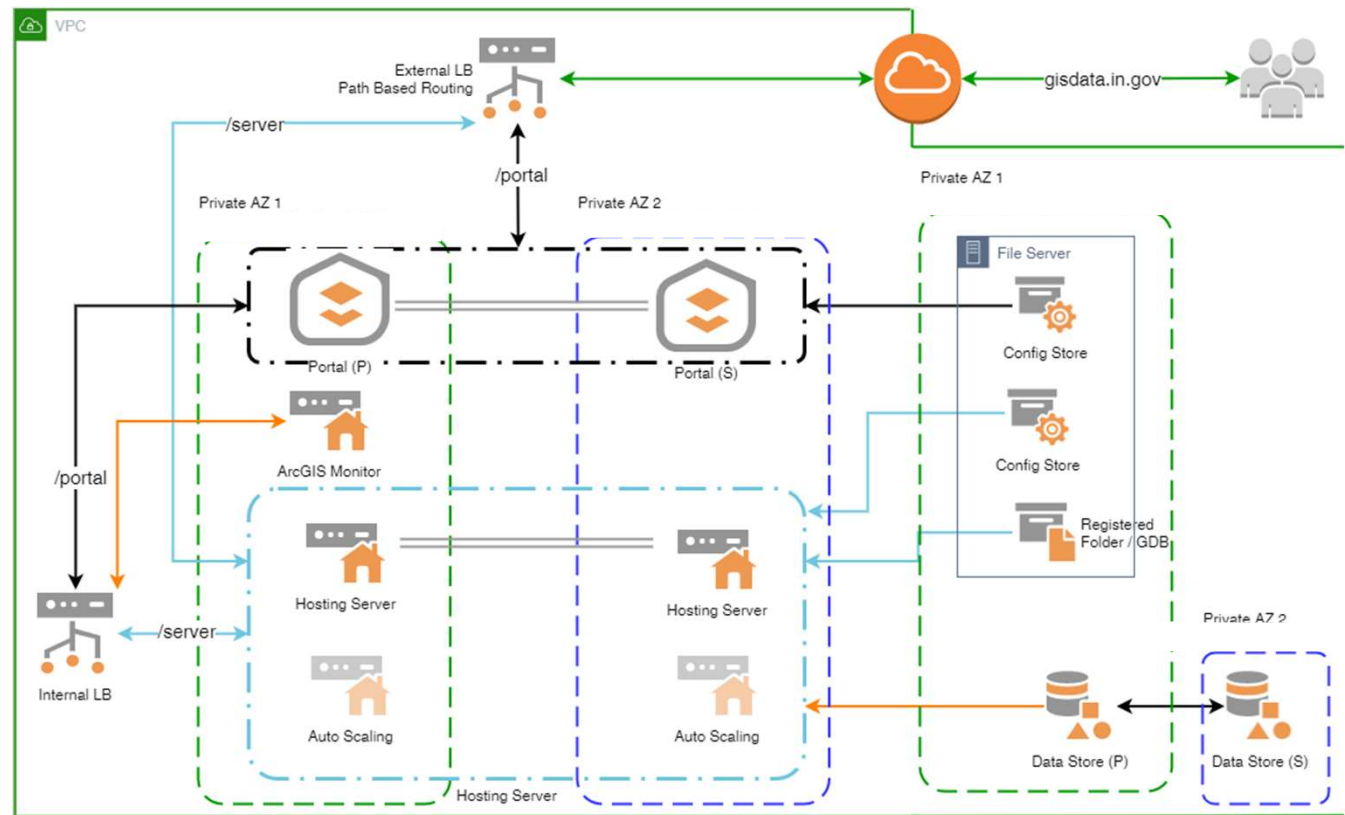 VPC
External LB
Path Based Routing
gisdata.in.gov
/server
/portal
Private AZ 1
Private AZ 2
Private AZ 1
File Server
Portal (P)
Portal (S)
Config Store
ArcGIS Monitor
Config Store
/portal
Registered
Folder / GDB
Hosting Server
Hosting Server
Private AZ 2
/server
Internal LB
Auto Scaling
Auto Scaling
Data Store (P)
Data Store (S)
Hosting Server